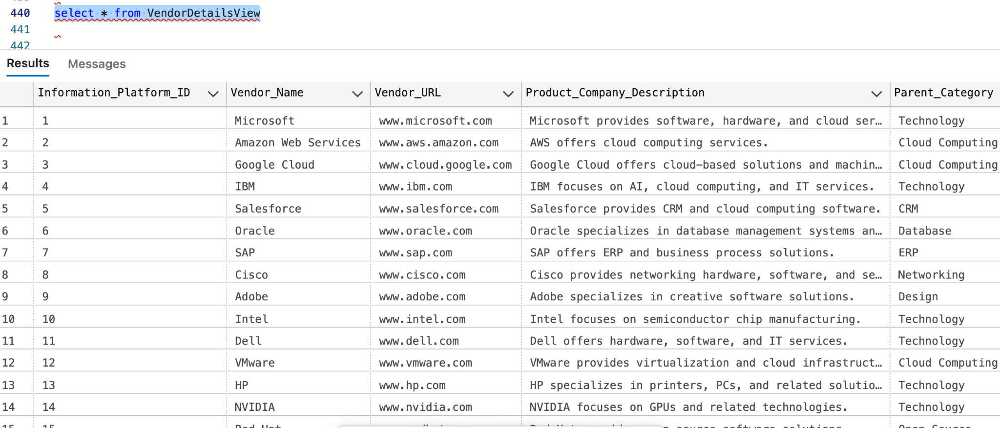 440 select * from VendorDetailsView
441
442
Results Messages
Information_Platform_ID Vendor_Name Vendor_URL Product_Company_Description Parent_Category
1 1 Microsoft www.microsoft.com Microsoft provides software, hardware, and cloud ser… Technology
2 2 Amazon Web Services www.aws.amazon.com AWS offers cloud computing services. Cloud Computing
3 3 Google Cloud www.cloud.google.com Google Cloud offers cloud-based solutions and machin… Cloud Computing
4 4 IBM www.ibm.com IBM focuses on AI, cloud computing, and IT services. Technology
5 5 Salesforce www.salesforce.com Salesforce provides CRM and cloud computing software. CRM
6 6 Oracle www.oracle.com Oracle specializes in database management systems an… Database
7 7 SAP www.sap.com SAP offers ERP and business process solutions. ERP
8 8 Cisco www.cisco.com Cisco provides networking hardware, software, and se… Networking
9 9 Adobe www.adobe.com Adobe specializes in creative software solutions. Design
10 10 Intel www.intel.com Intel focuses on semiconductor chip manufacturing. Technology
11 11 Dell www.dell.com Dell offers hardware, software, and IT services. Technology
12 12 VMware www.vmware.com VMware provides virtualization and cloud infrastruct… Cloud Computing
13 13 HP www.hp.com HP specializes in printers, PCs, and related solutio… Technology
14 14 NVIDIA www.nvidia.com NVIDIA focuses on GPUs and related technologies. Technology
15 15 Red Hat source software solutions Open Source